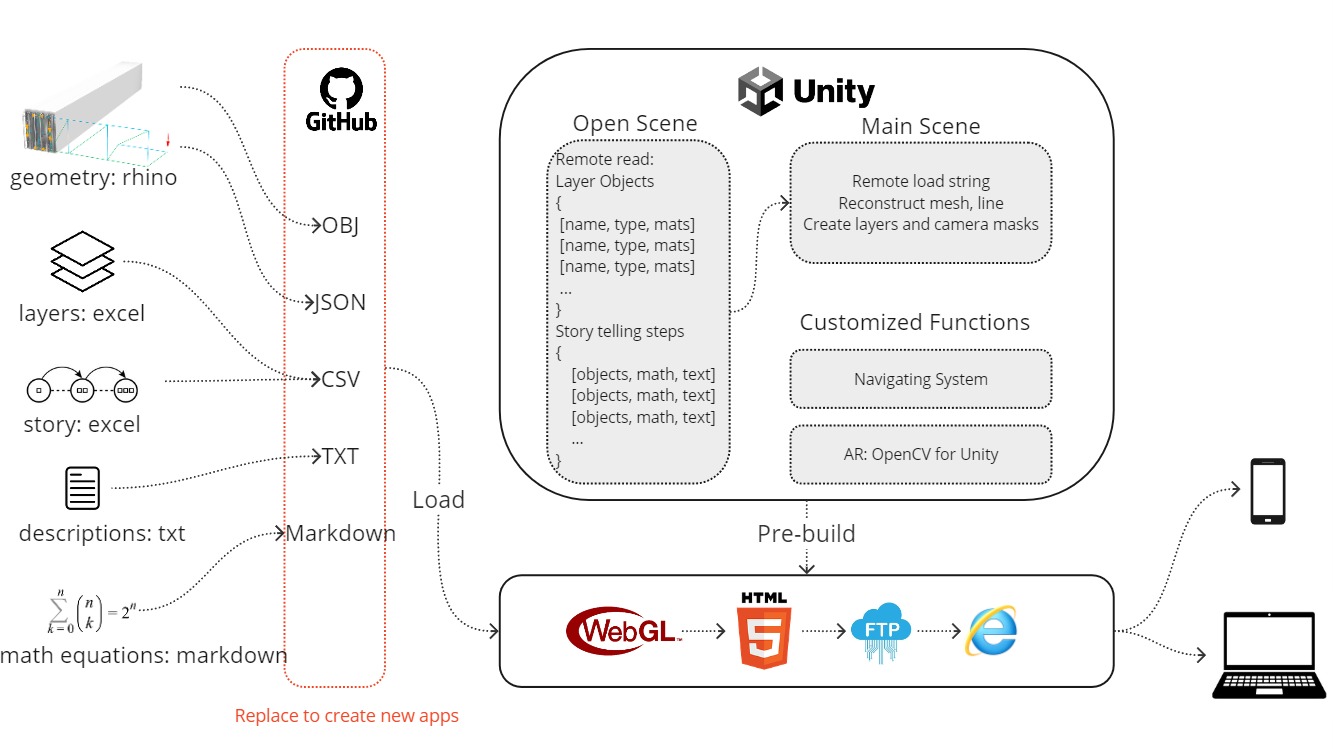 geometry: rhino
layers: excel
story: excel
descriptions: txt
n
∑ (n k) = 2ⁿ
k = 0
math equations: markdown
GitHub
OBJ
JSON
CSV
TXT
Markdown
Replace to create new apps
Load
Unity
Open Scene
Remote read:
Layer Objects
{
[name, type, mats]
[name, type, mats]
[name, type, mats]
...
}
Story telling steps
{
[objects, math, text]
[objects, math, text]
[objects, math, text]
...
}
Main Scene
Remote load string
Reconstruct mesh, line
Create layers and camera masks
Customized Functions
Navigating System
AR: OpenCV for Unity
Pre-build
WebGL™
HTML
5
FTP